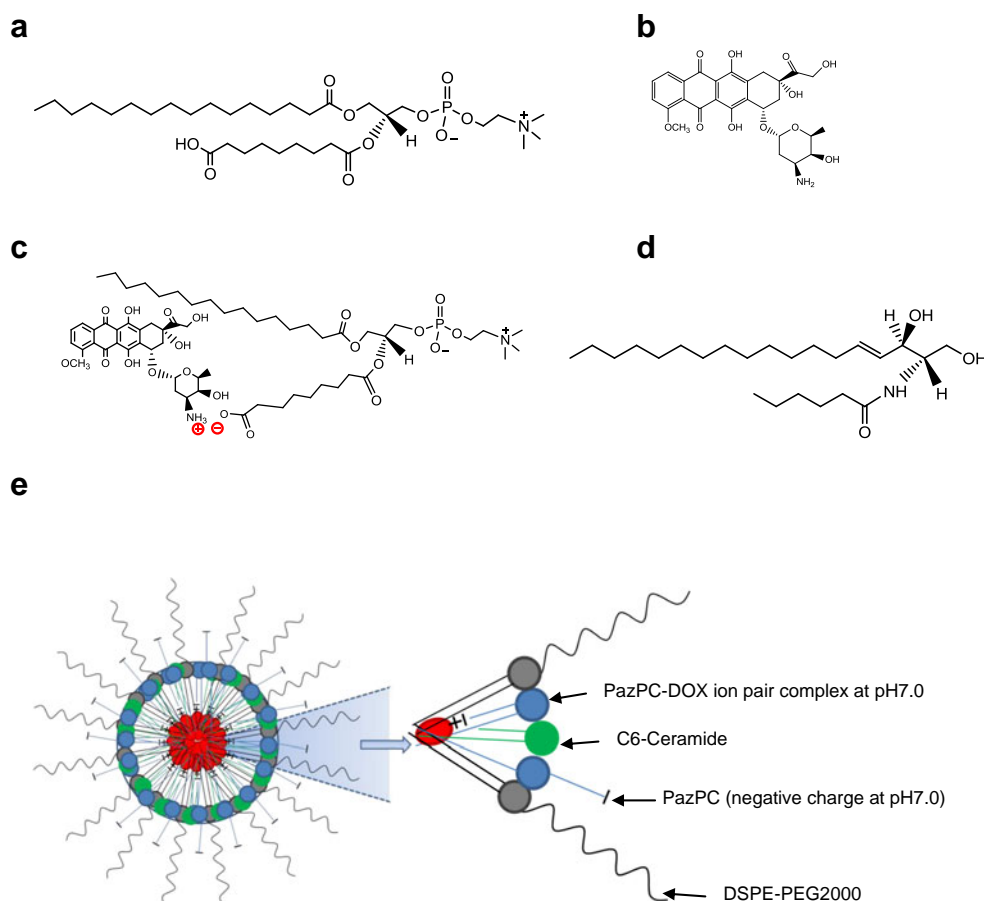 a
O O
O O P O
O⁻ N⁺
HO O H
O O
b
O OH O OH
OH
OCH₃ O OH O O
OH
NH₂
c
O
O O P O
O⁻ N⁺
O OH O OH
OH
OCH₃ O OH O O
OH
NH₃
⊕ ⊖
O H
O O
O O
d
H OH
OH
NH H
O
e
PazPC-DOX ion pair complex at pH7.0
C6-Ceramide
PazPC (negative charge at pH7.0)
DSPE-PEG2000